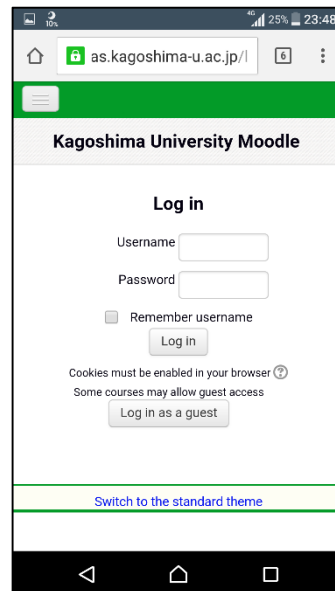 10% 4G 25% 23:48
as.kagoshima-u.ac.jp/l 6
Kagoshima University Moodle
Log in
Username
Password
Remember username
Log in
Cookies must be enabled in your browser ?
Some courses may allow guest access
Log in as a guest
Switch to the standard theme